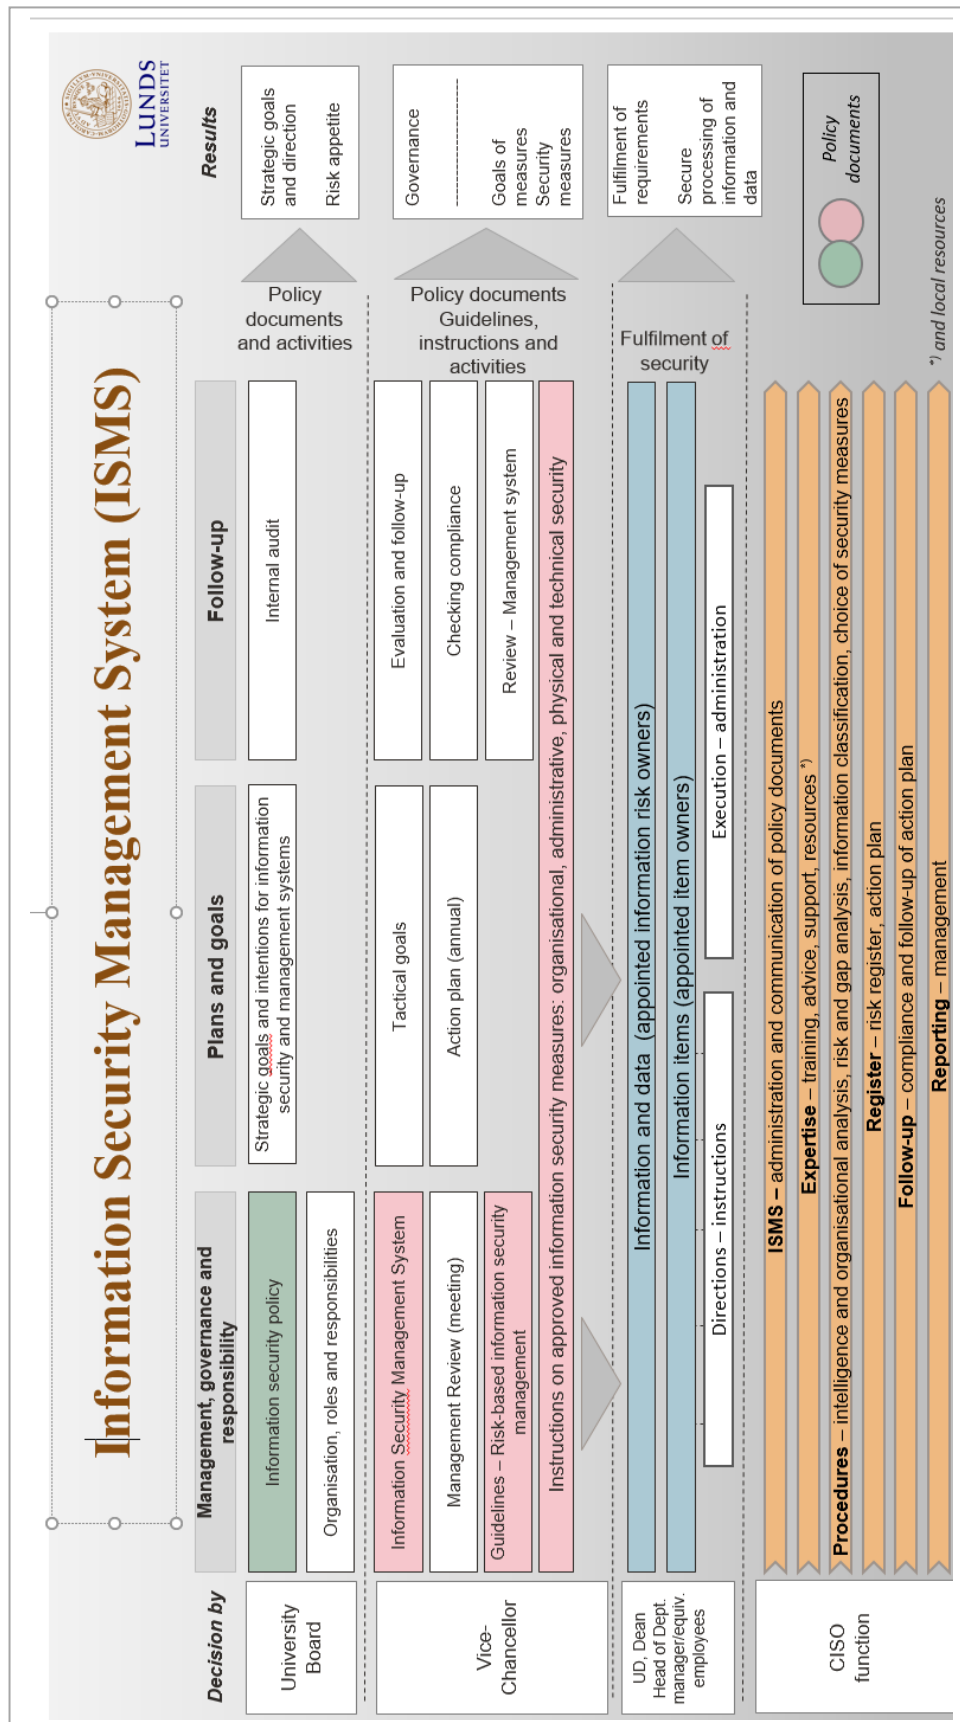 Information Security Management System (ISMS)
LUNDS
UNIVERSITET
Decision by
Management, governance and
responsibility
Plans and goals
Follow-up
Results
University
Board
Information security policy
Organisation, roles and responsibilities
Strategic goals and intentions for information
security and management systems
Internal audit
Policy
documents
and activities
Strategic goals
and direction
Risk appetite
Vice-
Chancellor
Information Security Management System
Management Review (meeting)
Guidelines – Risk-based information security
management
Tactical goals
Action plan (annual)
Evaluation and follow-up
Checking compliance
Review – Management system
Instructions on approved information security measures: organisational, administrative, physical and technical security
Policy documents
Guidelines,
instructions and
activities
Governance
Goals of
measures
Security
measures
UD, Dean
Head of Dept.
manager/equiv.
employees
Information and data (appointed information risk owners)
Information items (appointed item owners)
Directions – instructions
Execution – administration
Fulfilment of
security
Fulfilment of
requirements
Secure
processing of
information and
data
CISO
function
ISMS – administration and communication of policy documents
Expertise – training, advice, support, resources *)
Procedures – intelligence and organisational analysis, risk and gap analysis, information classification, choice of security measures
Register – risk register, action plan
Follow-up – compliance and follow-up of action plan
Reporting – management
Policy
documents
*) and local resources